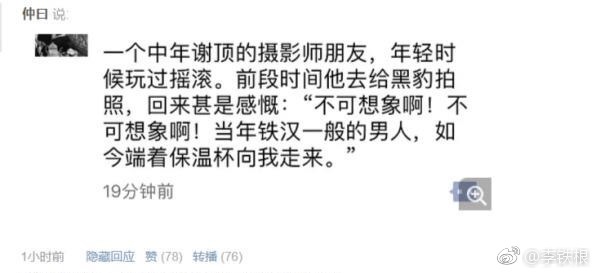 仲曰 说:
一个中年谢顶的摄影师朋友，年轻时
候玩过摇滚。前段时间他去给黑豹拍
照，回来甚是感慨：“不可想象啊！不
可想象啊！当年铁汉一般的男人，如
今端着保温杯向我走来。”
19分钟前
1小时前 隐藏回应 赞 (78) 转播 (76)
@李铁根